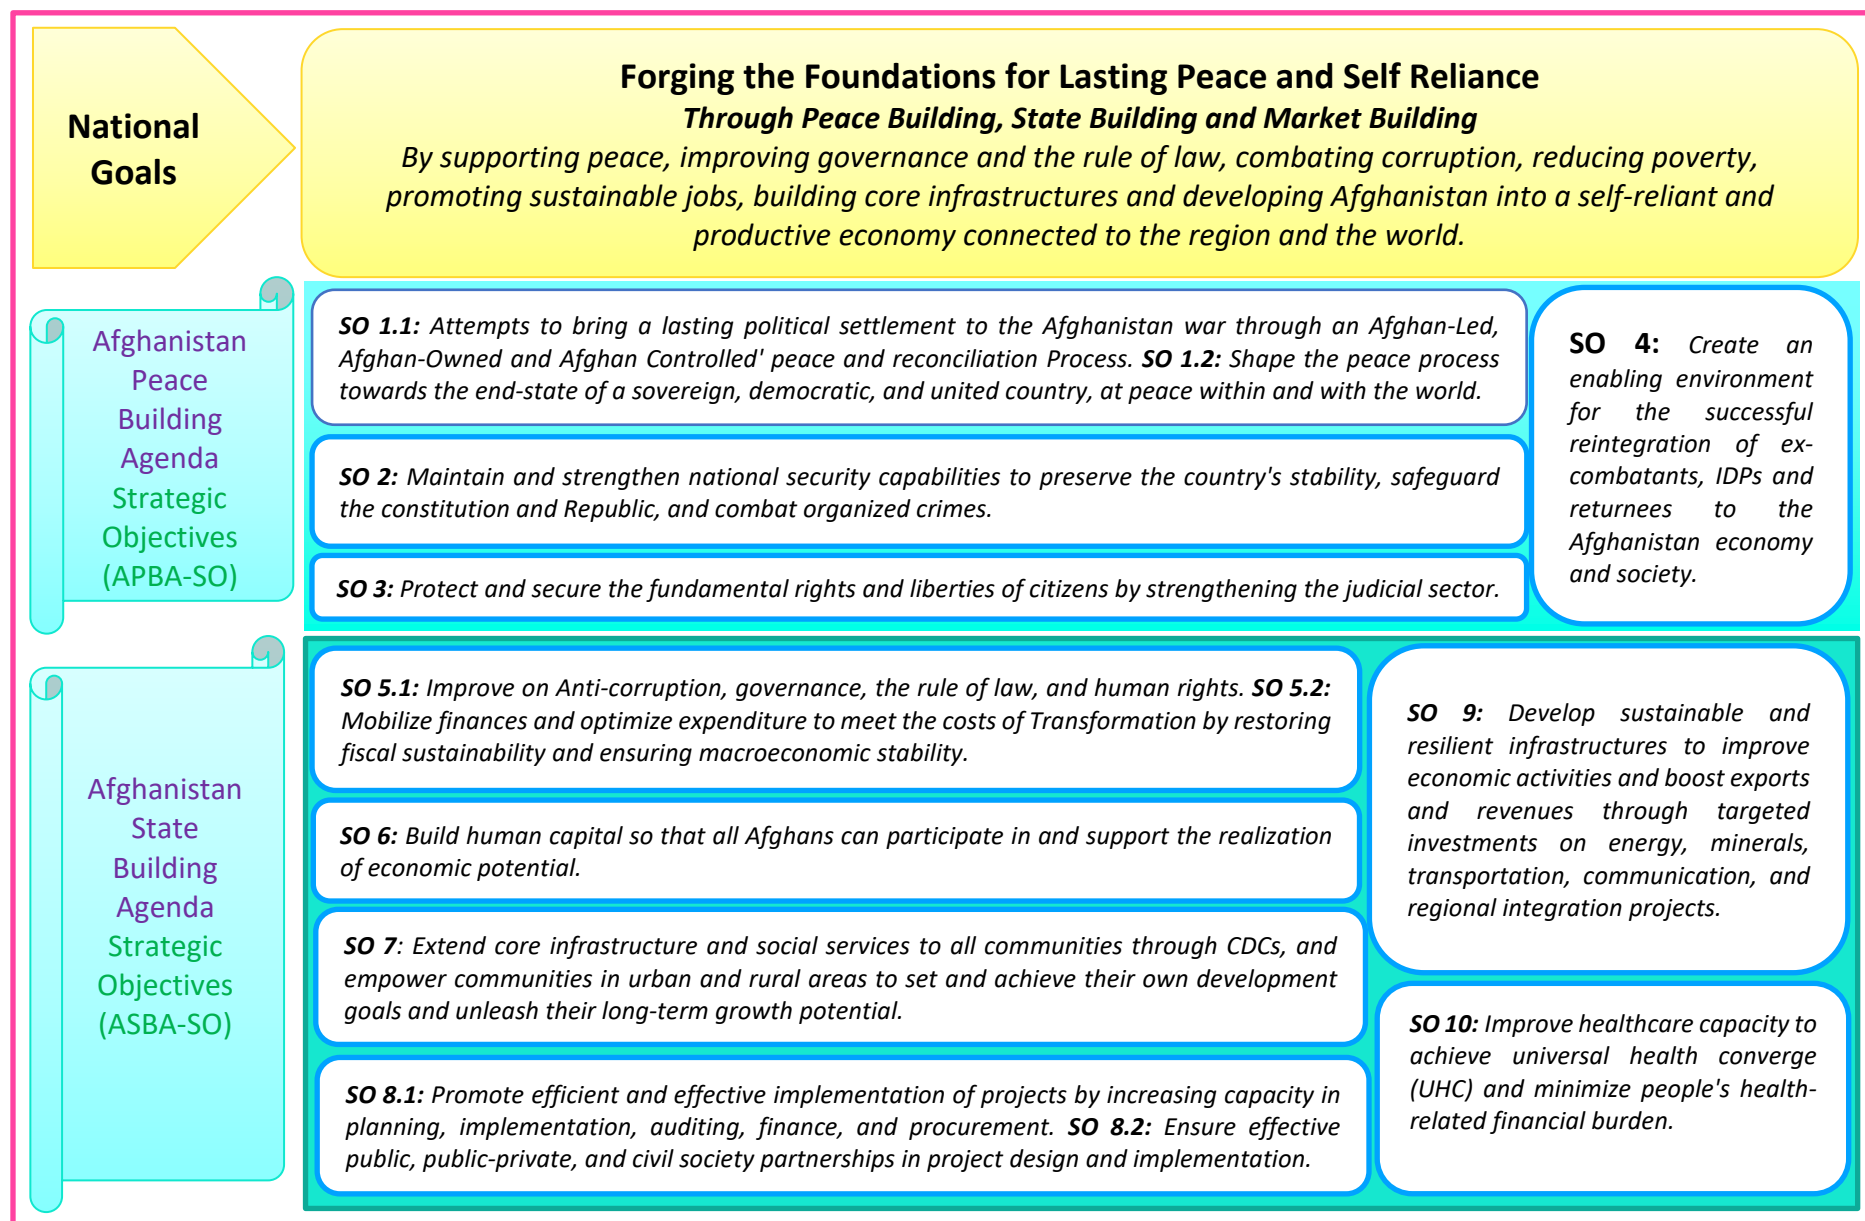 National
Goals
Forging the Foundations for Lasting Peace and Self Reliance
Through Peace Building, State Building and Market Building
By supporting peace, improving governance and the rule of law, combating corruption, reducing poverty,
promoting sustainable jobs, building core infrastructures and developing Afghanistan into a self-reliant and
productive economy connected to the region and the world.
Afghanistan
Peace
Building
Agenda
Strategic
Objectives
(APBA-SO)
SO 1.1: Attempts to bring a lasting political settlement to the Afghanistan war through an Afghan-Led,
Afghan-Owned and Afghan Controlled' peace and reconciliation Process. SO 1.2: Shape the peace process
towards the end-state of a sovereign, democratic, and united country, at peace within and with the world.
SO 2: Maintain and strengthen national security capabilities to preserve the country's stability, safeguard
the constitution and Republic, and combat organized crimes.
SO 3: Protect and secure the fundamental rights and liberties of citizens by strengthening the judicial sector.
SO 4: Create an
enabling environment
for the successful
reintegration of ex-
combatants, IDPs and
returnees to the
Afghanistan economy
and society.
Afghanistan
State
Building
Agenda
Strategic
Objectives
(ASBA-SO)
SO 5.1: Improve on Anti-corruption, governance, the rule of law, and human rights. SO 5.2:
Mobilize finances and optimize expenditure to meet the costs of Transformation by restoring
fiscal sustainability and ensuring macroeconomic stability.
SO 6: Build human capital so that all Afghans can participate in and support the realization
of economic potential.
SO 7: Extend core infrastructure and social services to all communities through CDCs, and
empower communities in urban and rural areas to set and achieve their own development
goals and unleash their long-term growth potential.
SO 8.1: Promote efficient and effective implementation of projects by increasing capacity in
planning, implementation, auditing, finance, and procurement. SO 8.2: Ensure effective
public, public-private, and civil society partnerships in project design and implementation.
SO 9: Develop sustainable and
resilient infrastructures to improve
economic activities and boost exports
and revenues through targeted
investments on energy, minerals,
transportation, communication, and
regional integration projects.
SO 10: Improve healthcare capacity to
achieve universal health converge
(UHC) and minimize people's health-
related financial burden.